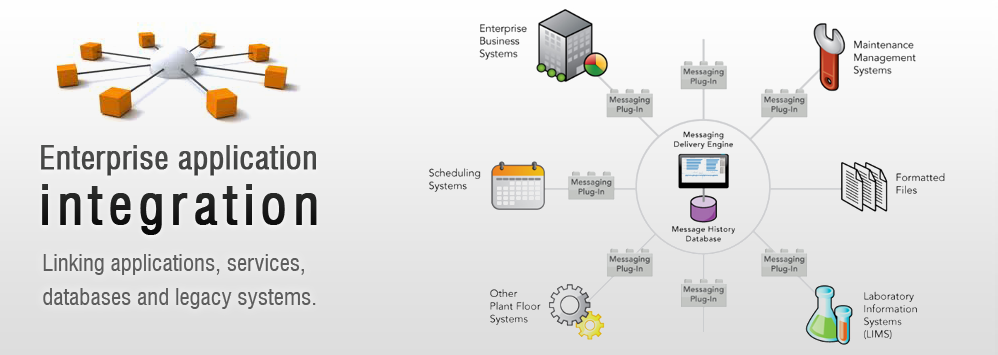 Enterprise application
integration
Linking applications, services,
databases and legacy systems.
Enterprise
Business
Systems
Messaging
Plug-In
Messaging
Plug-In
Messaging
Plug-In
Maintenance
Management
Systems
Messaging
Delivery Engine
Scheduling
Systems
Messaging
Plug-In
Formatted
Files
Message History
Database
Messaging
Plug-In
Messaging
Plug-In
Messaging
Plug-In
Other
Plant Floor
Systems
Laboratory
Information
Systems
(LIMS)